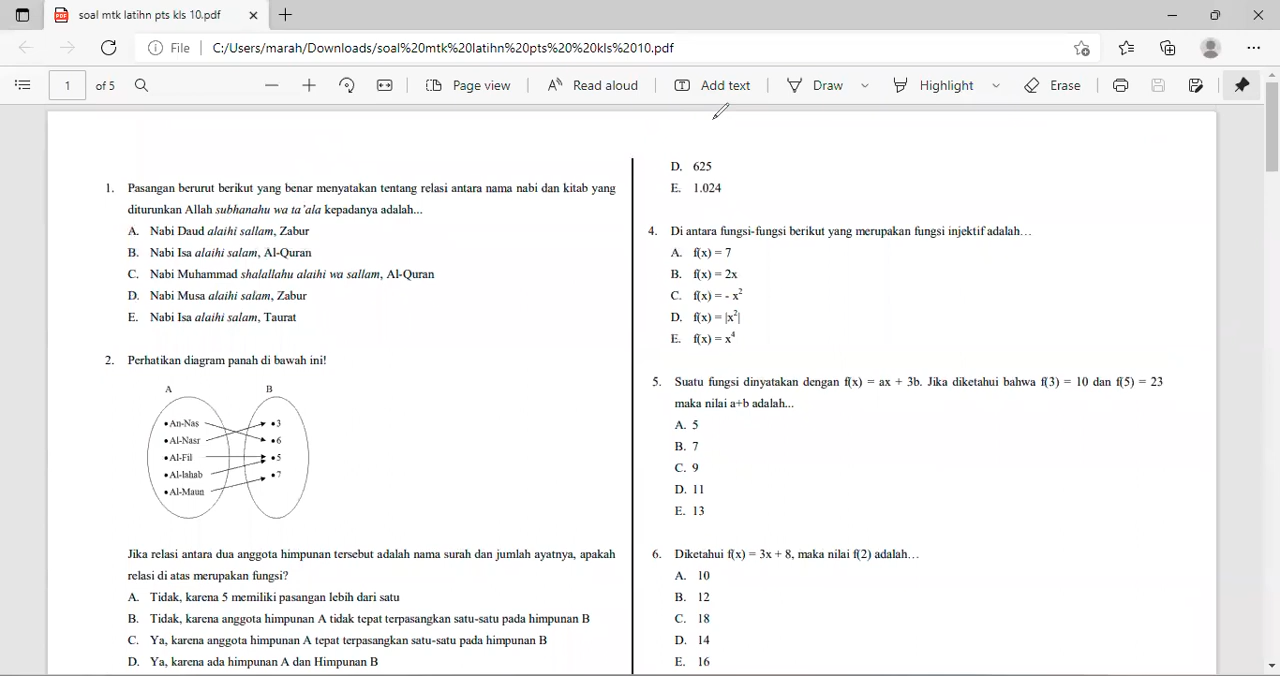 soal mtk latihn pts kls 10.pdf
File C:/Users/marah/Downloads/soal%20mtk%20latihn%20pts%20%20kls%2010.pdf
1 of 5 Page view Read aloud Add text Draw Highlight Erase
1. Pasangan berurut berikut yang benar menyatakan tentang relasi antara nama nabi dan kitab yang
diturunkan Allah subhanahu wa ta'ala kepadanya adalah...
A. Nabi Daud alaihi sallam, Zabur
B. Nabi Isa alaihi salam, Al-Quran
C. Nabi Muhammad shalallahu alaihi wa sallam, Al-Quran
D. Nabi Musa alaihi salam, Zabur
E. Nabi Isa alaihi salam, Taurat
2. Perhatikan diagram panah di bawah ini!
A B
•An-Nas •3
•Al-Nasr •6
•Al-Fil •5
•Al-lahab •7
•Al-Maun
Jika relasi antara dua anggota himpunan tersebut adalah nama surah dan jumlah ayatnya, apakah
relasi di atas merupakan fungsi?
A. Tidak, karena 5 memiliki pasangan lebih dari satu
B. Tidak, karena anggota himpunan A tidak tepat terpasangkan satu-satu pada himpunan B
C. Ya, karena anggota himpunan A tepat terpasangkan satu-satu pada himpunan B
D. Ya, karena ada himpunan A dan Himpunan B
D. 625
E. 1.024
4. Di antara fungsi-fungsi berikut yang merupakan fungsi injektif adalah…
A. f(x) = 7
B. f(x) = 2x
C. f(x) = - x²
D. f(x) = |x²|
E. f(x) = x⁴
5. Suatu fungsi dinyatakan dengan f(x) = ax + 3b. Jika diketahui bahwa f(3) = 10 dan f(5) = 23
maka nilai a+b adalah...
A. 5
B. 7
C. 9
D. 11
E. 13
6. Diketahui f(x) = 3x + 8, maka nilai f(2) adalah…
A. 10
B. 12
C. 18
D. 14
E. 16